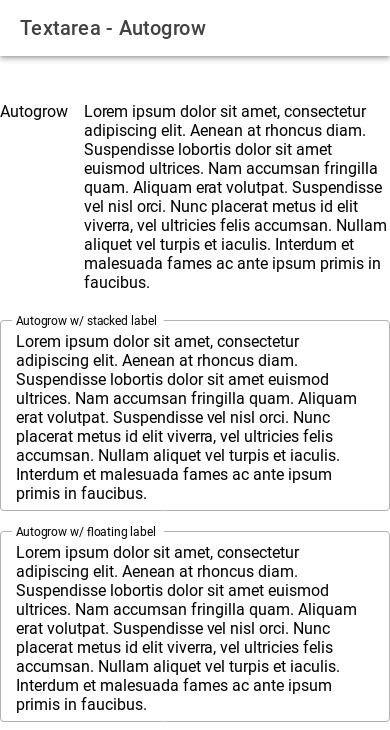 Textarea - Autogrow
Autogrow
Lorem ipsum dolor sit amet, consectetur
adipiscing elit. Aenean at rhoncus diam.
Suspendisse lobortis dolor sit amet
euismod ultrices. Nam accumsan fringilla
quam. Aliquam erat volutpat. Suspendisse
vel nisl orci. Nunc placerat metus id elit
viverra, vel ultricies felis accumsan. Nullam
aliquet vel turpis et iaculis. Interdum et
malesuada fames ac ante ipsum primis in
faucibus.
Autogrow w/ stacked label
Lorem ipsum dolor sit amet, consectetur
adipiscing elit. Aenean at rhoncus diam.
Suspendisse lobortis dolor sit amet euismod
ultrices. Nam accumsan fringilla quam. Aliquam
erat volutpat. Suspendisse vel nisl orci. Nunc
placerat metus id elit viverra, vel ultricies felis
accumsan. Nullam aliquet vel turpis et iaculis.
Interdum et malesuada fames ac ante ipsum
primis in faucibus.
Autogrow w/ floating label
Lorem ipsum dolor sit amet, consectetur
adipiscing elit. Aenean at rhoncus diam.
Suspendisse lobortis dolor sit amet euismod
ultrices. Nam accumsan fringilla quam. Aliquam
erat volutpat. Suspendisse vel nisl orci. Nunc
placerat metus id elit viverra, vel ultricies felis
accumsan. Nullam aliquet vel turpis et iaculis.
Interdum et malesuada fames ac ante ipsum
primis in faucibus.